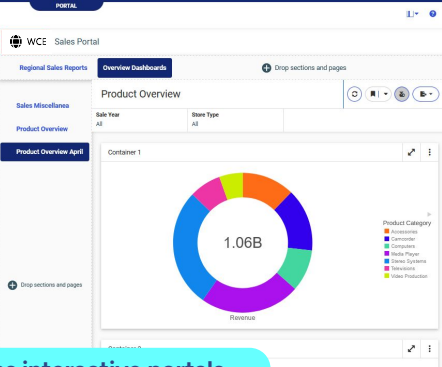 PORTAL
WCE Sales Portal
Regional Sales Reports
Overview Dashboards
Drop sections and pages
Sales Miscellanea
Product Overview
Product Overview April
Drop sections and pages
Product Overview
Sale Year
All
Store Type
All
Container 1
1.06B
Revenue
Product Category
Accessories
Camcorder
Computers
Media Player
Stereo Systems
Televisions
Video Production
interactive portals